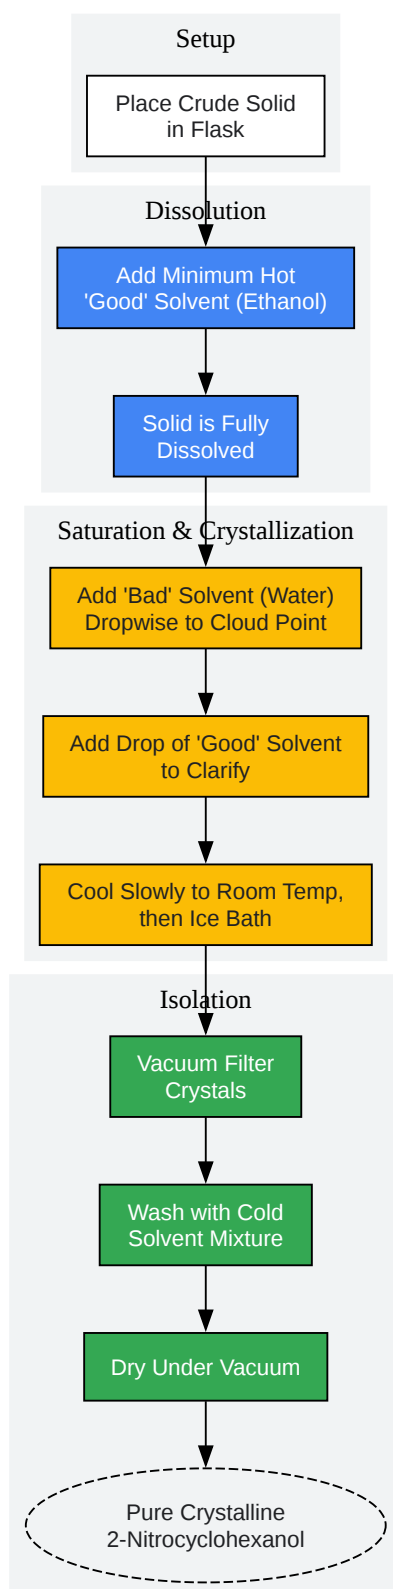 Setup
Place Crude Solid
in Flask
Dissolution
Add Minimum Hot
'Good' Solvent (Ethanol)
Solid is Fully
Dissolved
Saturation & Crystallization
Add 'Bad' Solvent (Water)
Dropwise to Cloud Point
Add Drop of 'Good' Solvent
to Clarify
Cool Slowly to Room Temp,
then Ice Bath
Isolation
Vacuum Filter
Crystals
Wash with Cold
Solvent Mixture
Dry Under Vacuum
Pure Crystalline
2-Nitrocyclohexanol